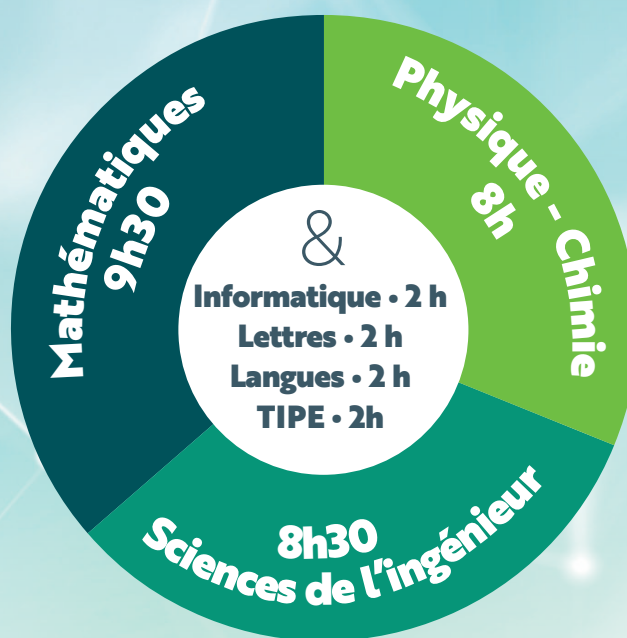 Mathématiques
9h30
Physique - Chimie
8h
&
Informatique • 2 h
Lettres • 2 h
Langues • 2 h
TIPE • 2h
8h30
Sciences de l'ingénieur